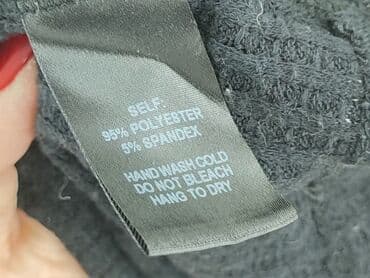 SELF:
95% POLYESTER
5% SPANDEX
HAND WASH COLD
DO NOT BLEACH
HANG TO DRY